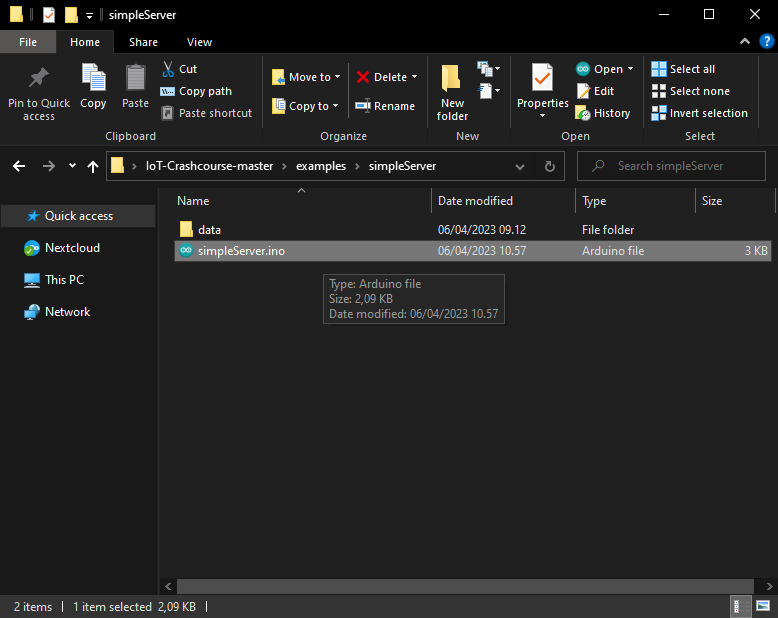 simpleServer
File
Home
Share
View
Pin to Quick access
Copy
Paste
Cut
Copy path
Paste shortcut
Clipboard
Move to
Copy to
Delete
Rename
Organize
New folder
New
Properties
Open
Edit
History
Open
Select all
Select none
Invert selection
Select
IoT-Crashcourse-master > examples > simpleServer
Search simpleServer
Name
Date modified
Type
Size
Quick access
Nextcloud
This PC
Network
data 06/04/2023 09.12 File folder
simpleServer.ino 06/04/2023 10.57 Arduino file 3 KB
Type: Arduino file
Size: 2,09 KB
Date modified: 06/04/2023 10.57
2 items
1 item selected 2,09 KB